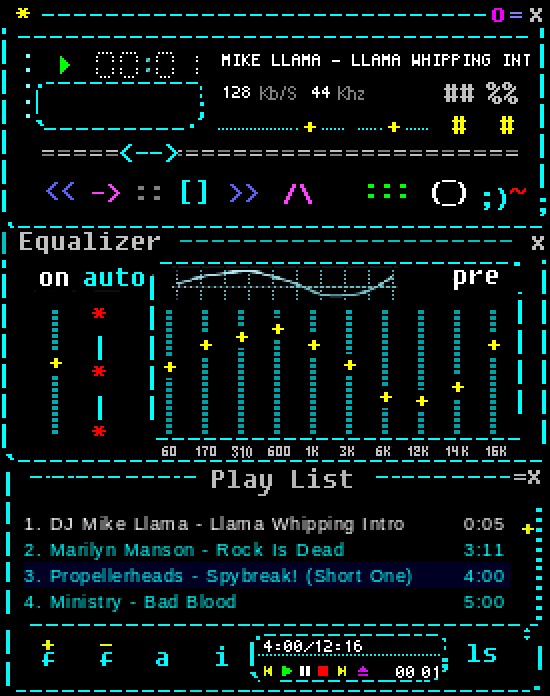 * O = X
00:01 MIKE LLAMA - LLAMA WHIPPING INT
128 Kb/S 44 Khz ## %%
# #
=====<-->=====
<< -> :: [] >> /\ ::: () ;)~
Equalizer x
on auto pre
60 170 310 600 1K 3K 6K 12K 14K 16K
Play List =X
1. DJ Mike Llama - Llama Whipping Intro 0:05
2. Marilyn Manson - Rock Is Dead 3:11
3. Propellerheads - Spybreak! (Short One) 4:00
4. Ministry - Bad Blood 5:00
4:00/12:16
f f a i ls
00 01